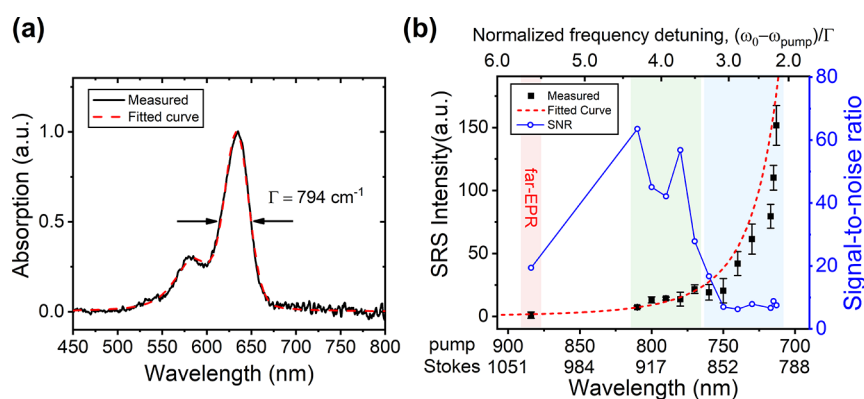 (a)
Measured
Fitted curve
Γ = 794 cm⁻¹
Absorption (a.u.)
1.0
0.5
0.0
450 500 550 600 650 700 750 800
Wavelength (nm)
(b)
Normalized frequency detuning, (ω₀−ω_pump)/Γ
6.0 5.0 4.0 3.0 2.0
Measured
Fitted Curve
SNR
far-EPR
SRS Intensity(a.u.)
150
100
50
0
Signal-to-noise ratio
80
60
40
20
0
pump 900 850 800 750 700
Stokes 1051 984 917 852 788
Wavelength (nm)